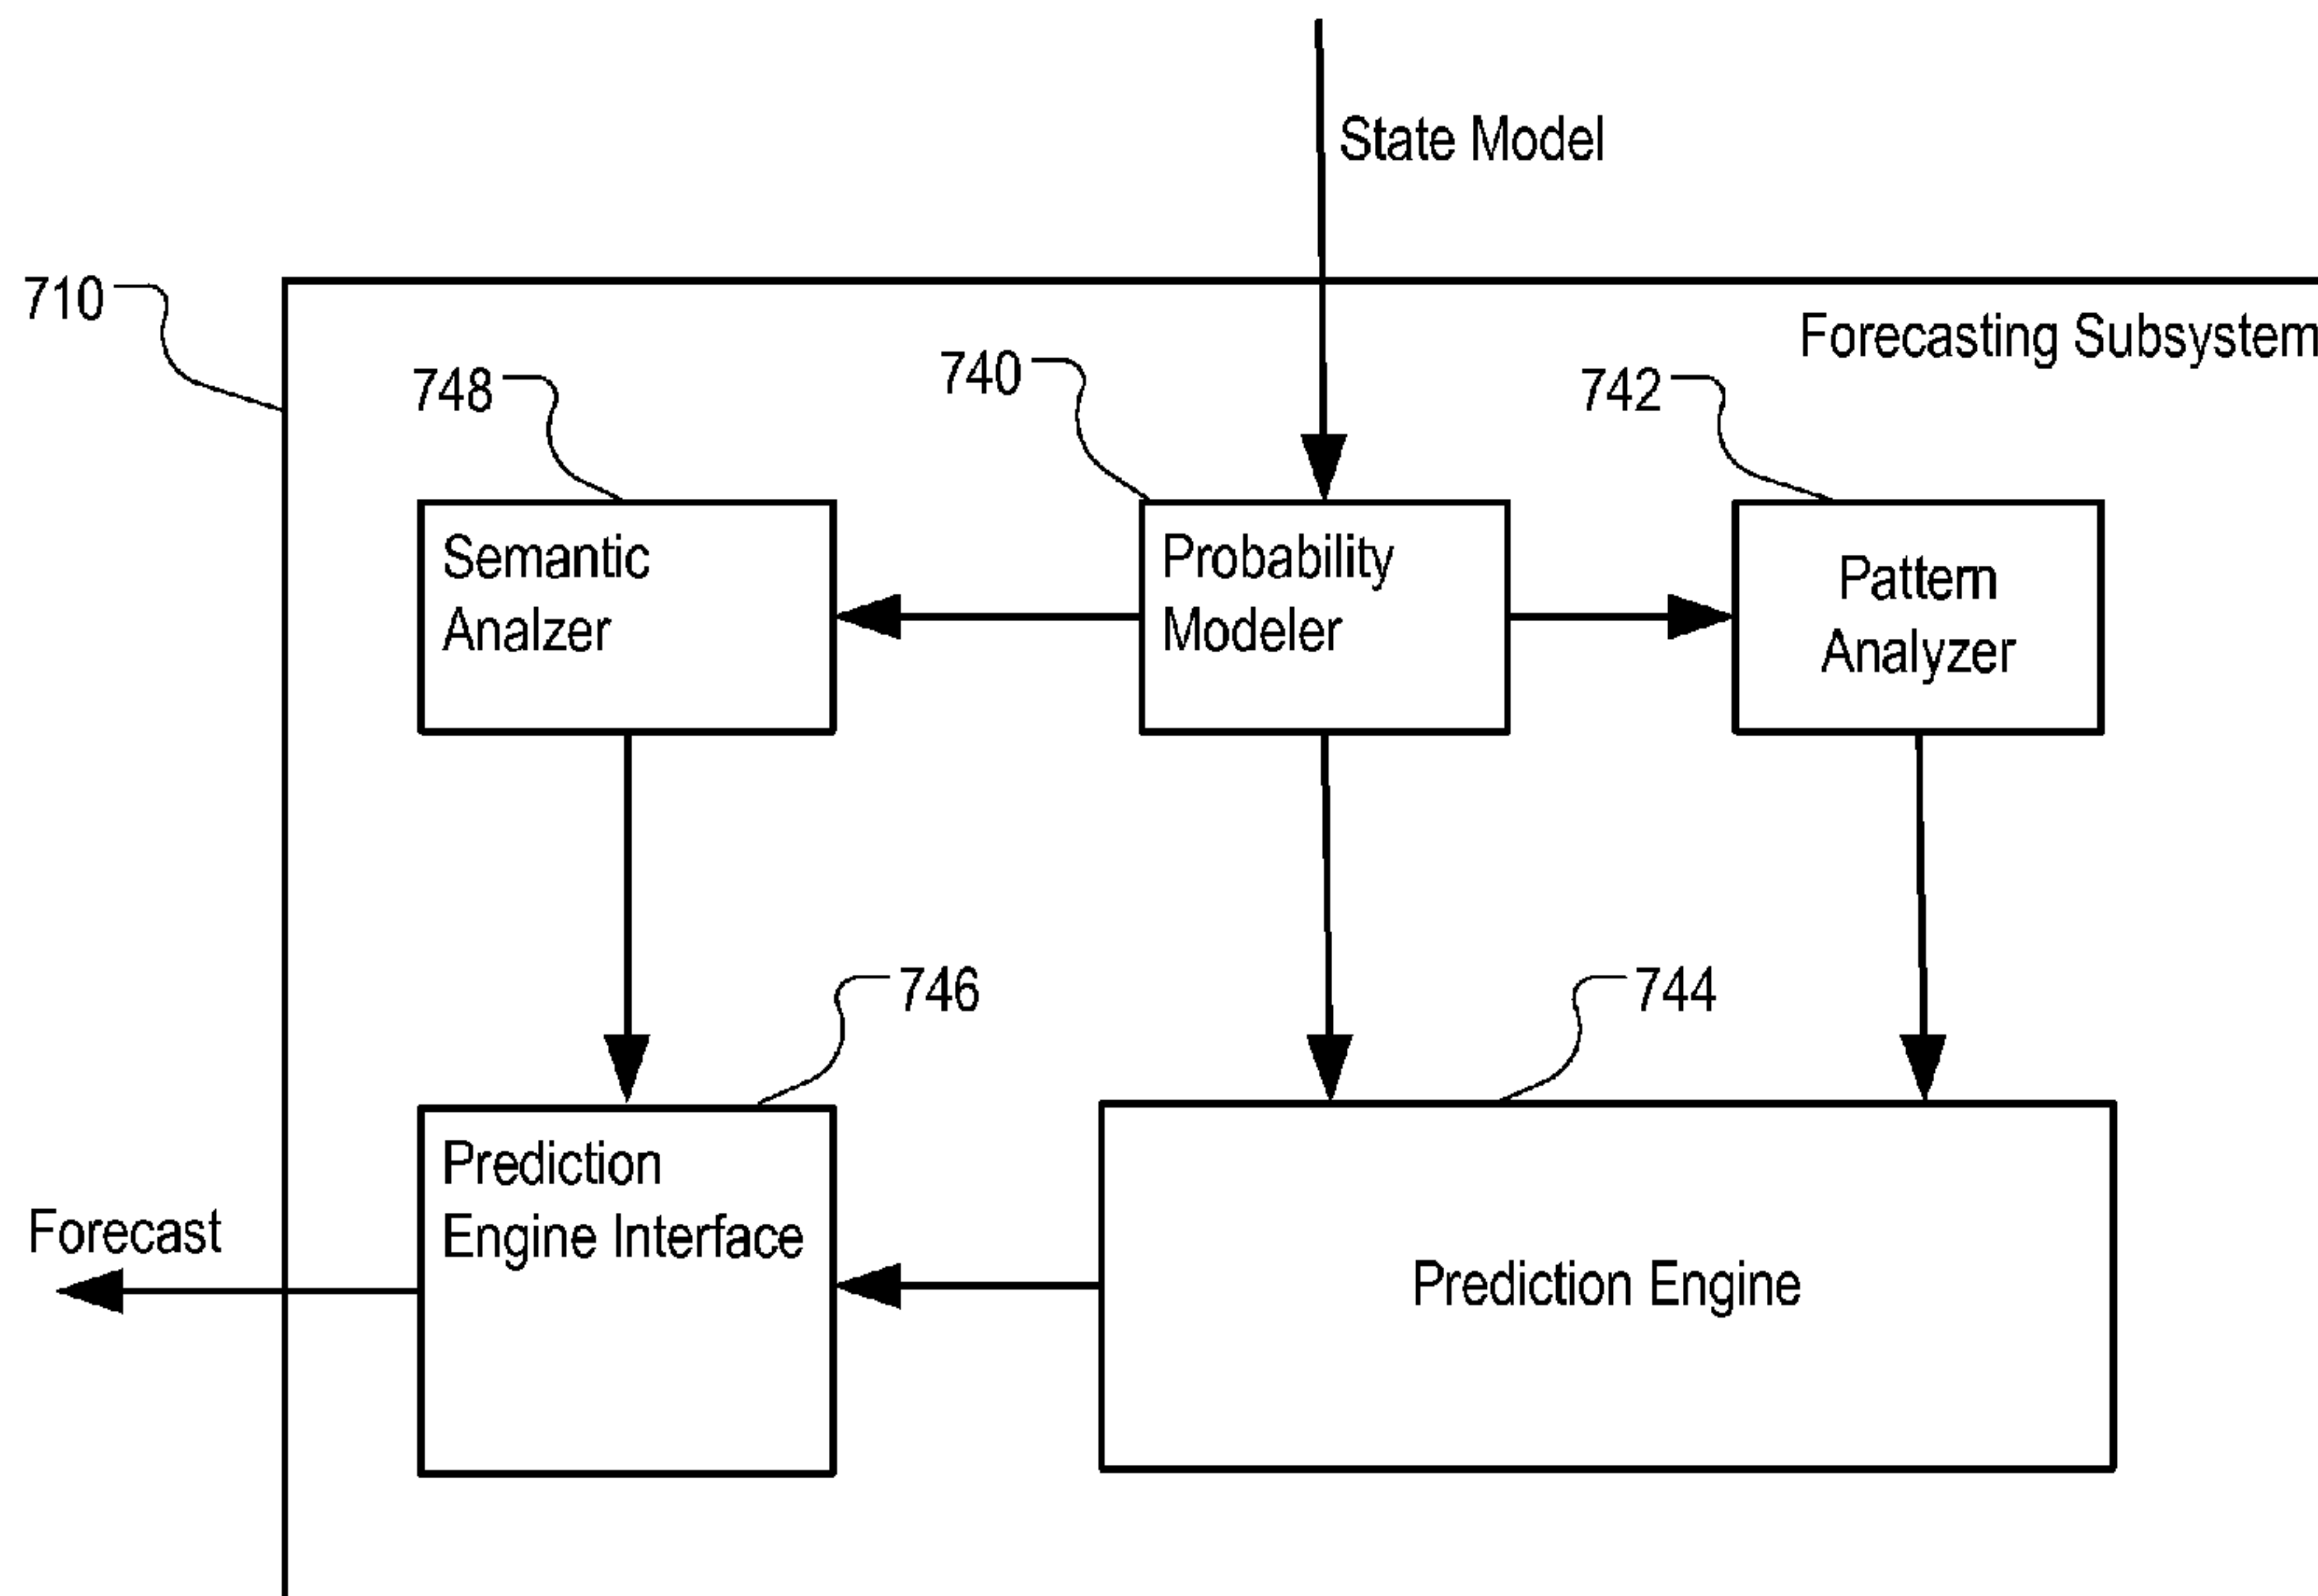 State Model
710
Forecasting Subsystem
748
740
742
Semantic
Analzer
Probability
Modeler
Pattern
Analyzer
746
744
Prediction
Engine Interface
Forecast
Prediction Engine